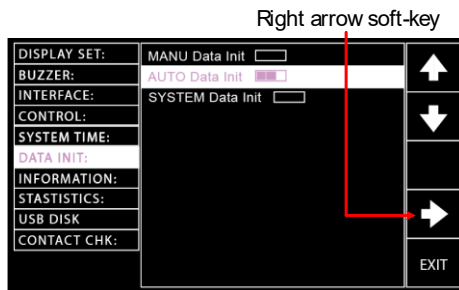 Right arrow soft-key
DISPLAY SET:
BUZZER:
INTERFACE:
CONTROL:
SYSTEM TIME:
DATA INIT:
INFORMATION:
STASTISTICS:
USB DISK
CONTACT CHK:
MANU Data Init
AUTO Data Init
SYSTEM Data Init
EXIT